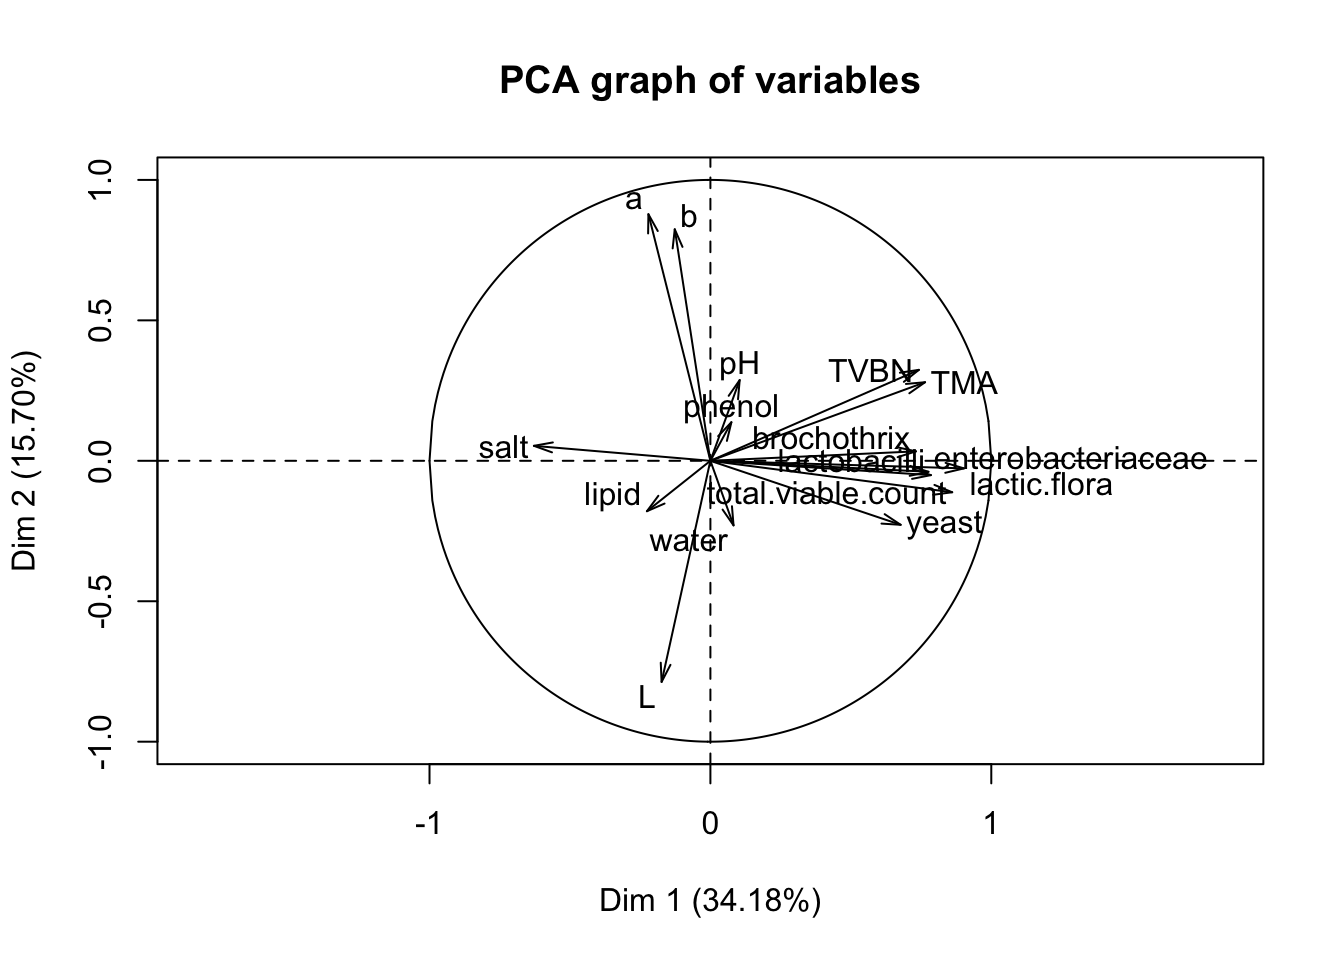 PCA graph of variables
1.0
0.5
0.0
-0.5
-1.0
Dim 2 (15.70%)
a
b
pH
TVBN
TMA
phenol
brochothrix
salt
lactobacilli
enterobacteriaceae
lipid
total.viable.count
lactic.flora
yeast
water
L
-1
0
1
Dim 1 (34.18%)